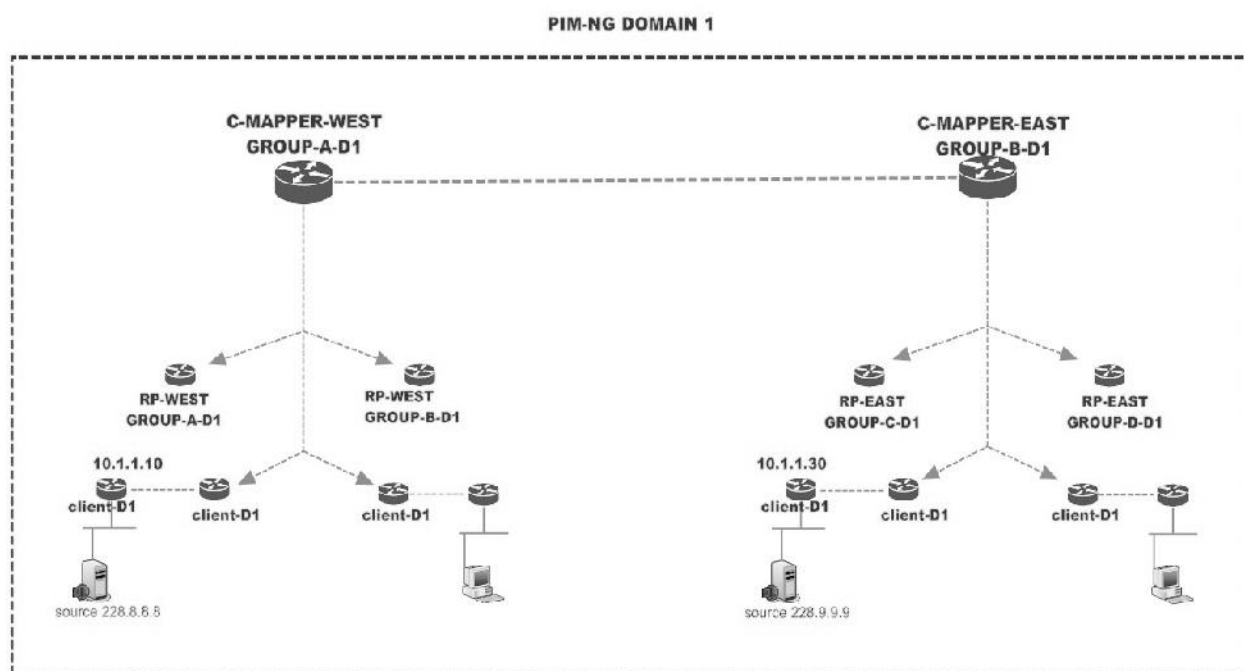 PIM-NG DOMAIN 1
C-MAPPER-WEST
GROUP-A-D1
C-MAPPER-EAST
GROUP-B-D1
RP-WEST
GROUP-A-D1
RP-WEST
GROUP-B-D1
RP-EAST
GROUP-C-D1
RP-EAST
GROUP-D-D1
10.1.1.10
client-D1
client-D1
client-D1
10.1.1.30
client-D1
client-D1
client-D1
source 228.8.8.8
source 228.9.9.9